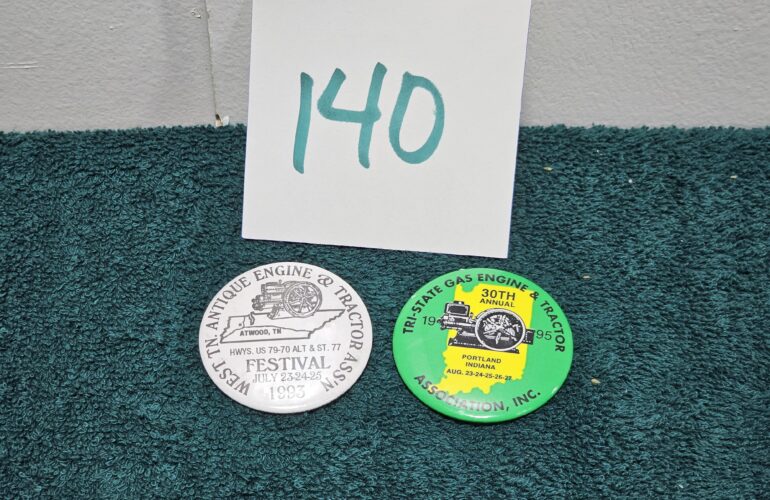 140
WEST TN. ANTIQUE ENGINE & TRACTOR ASS'N
ATWOOD, TN
HWYS. US 79-70 ALT & ST. 77
FESTIVAL
JULY 23-24-25
1993
TRI-STATE GAS ENGINE & TRACTOR
30TH
ANNUAL
19 95
PORTLAND
INDIANA
AUG. 23-24-25-26-27
ASSOCIATION, INC.